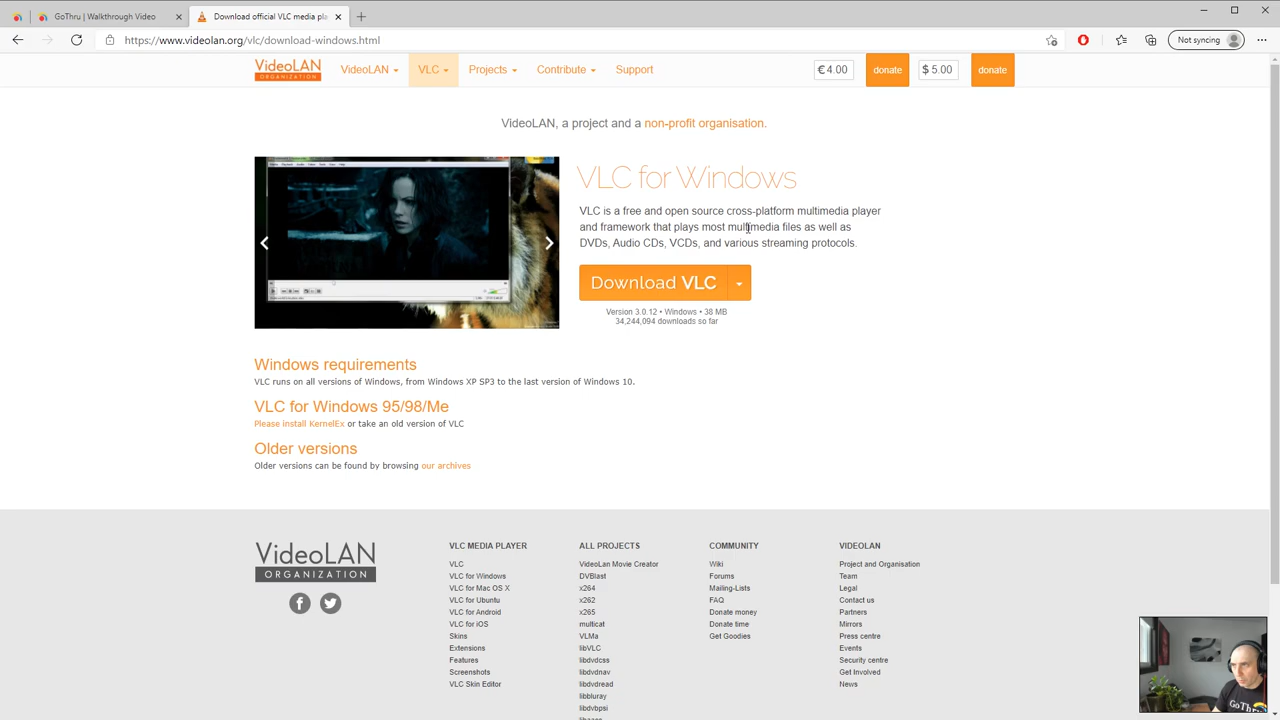 GoThru | Walkthrough Video
Download official VLC media pla
https://www.videolan.org/vlc/download-windows.html
Not syncing
VideoLAN
ORGANIZATION
VideoLAN
VLC
Projects
Contribute
Support
€ 4.00
donate
$ 5.00
donate
VideoLAN, a project and a non-profit organisation.
VLC for Windows
VLC is a free and open source cross-platform multimedia player
and framework that plays most multimedia files as well as
DVDs, Audio CDs, VCDs, and various streaming protocols.
Download VLC
Version 3.0.12 • Windows • 38 MB
34,244,094 downloads so far
Windows requirements
VLC runs on all versions of Windows, from Windows XP SP3 to the last version of Windows 10.
VLC for Windows 95/98/Me
Please install KernelEx or take an old version of VLC
Older versions
Older versions can be found by browsing our archives
VideoLAN
ORGANIZATION
VLC MEDIA PLAYER
VLC
VLC for Windows
VLC for Mac OS X
VLC for Ubuntu
VLC for Android
VLC for iOS
Skins
Extensions
Features
Screenshots
VLC Skin Editor
ALL PROJECTS
VideoLan Movie Creator
DVBlast
x264
x262
x265
multicat
VLMa
libVLC
libdvdcss
libdvdnav
libdvdread
libbluray
libdvbpsi
COMMUNITY
Wiki
Forums
Mailing-Lists
FAQ
Donate money
Donate time
Get Goodies
VIDEOLAN
Project and Organisation
Team
Legal
Contact us
Partners
Mirrors
Press centre
Events
Security centre
Get Involved
News